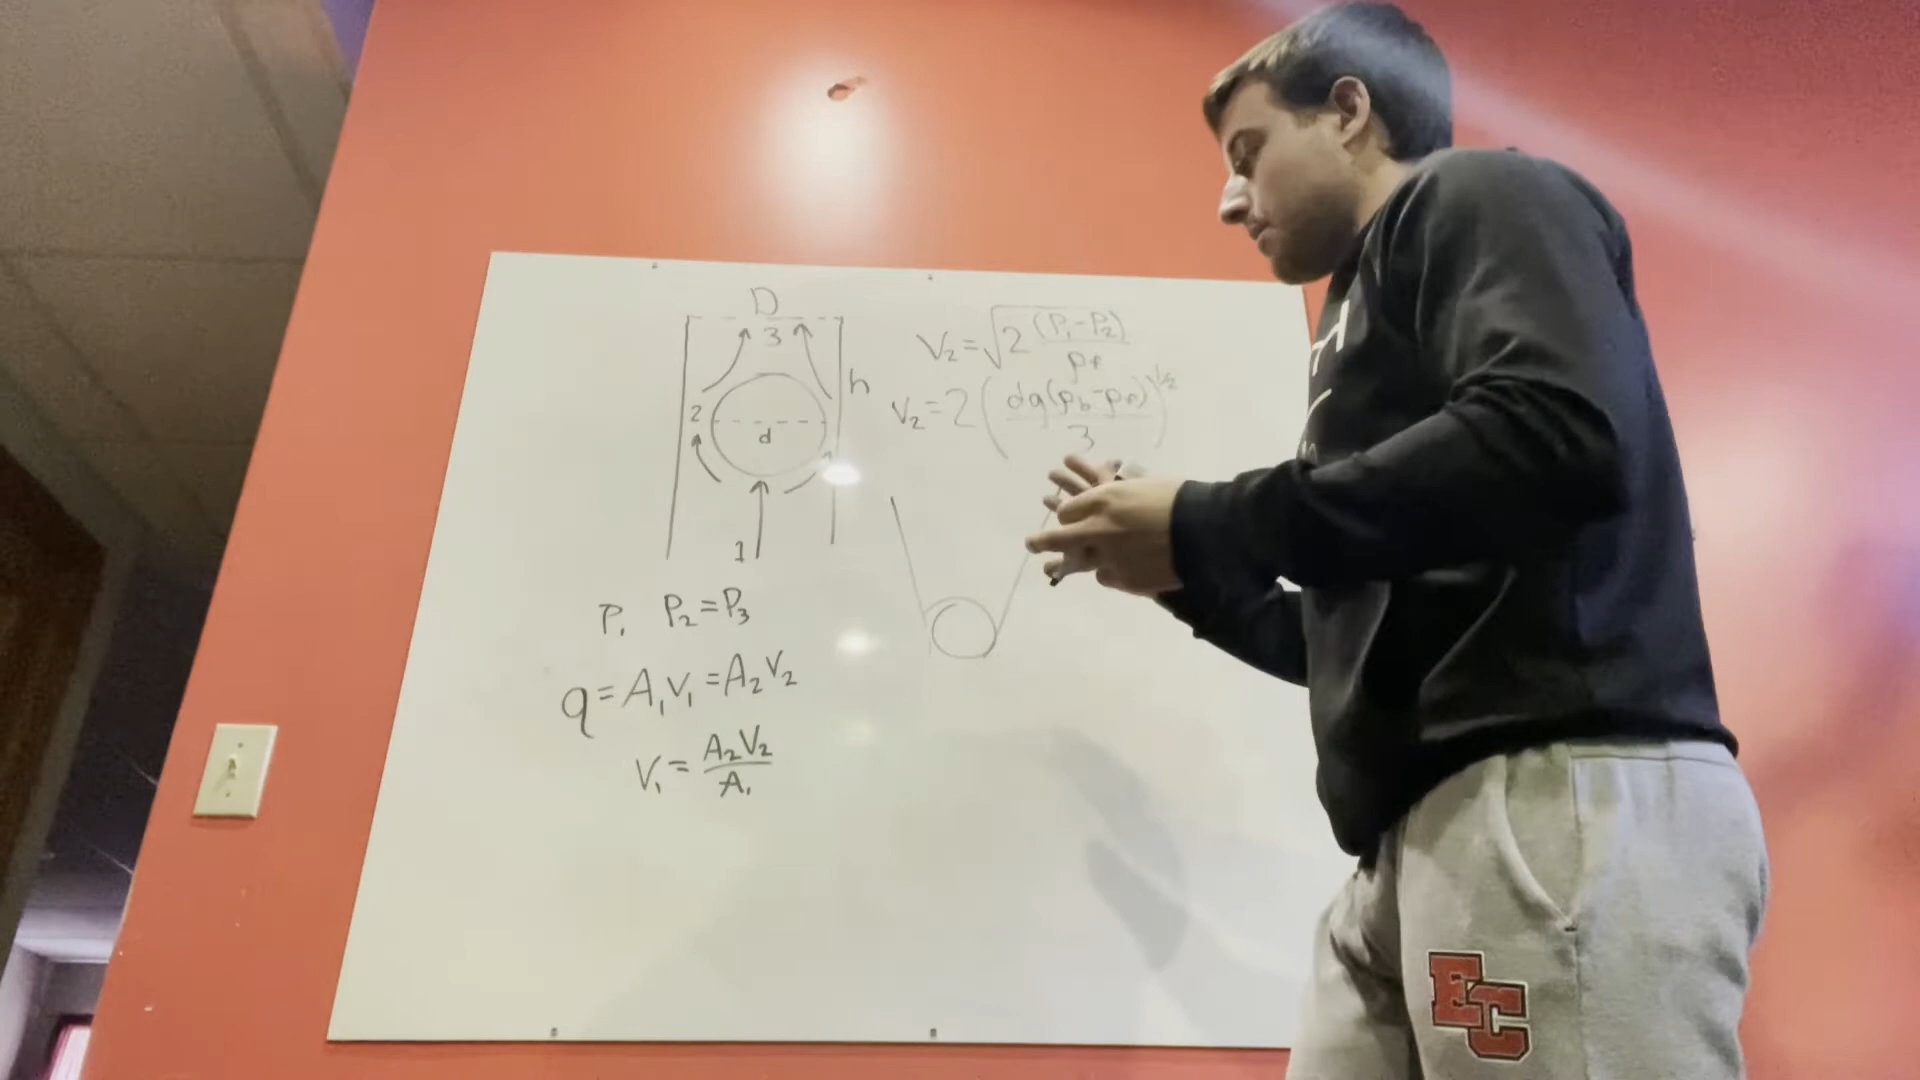 D
3
h
2
d
1
P₁ P₂=P₃
q=A₁V₁=A₂V₂
V₁=A₂V₂/A₁
V₂=√2(P₁-P₂)/ρf
V₂=2(dg(ρb-ρf)/3)^1/2
EC